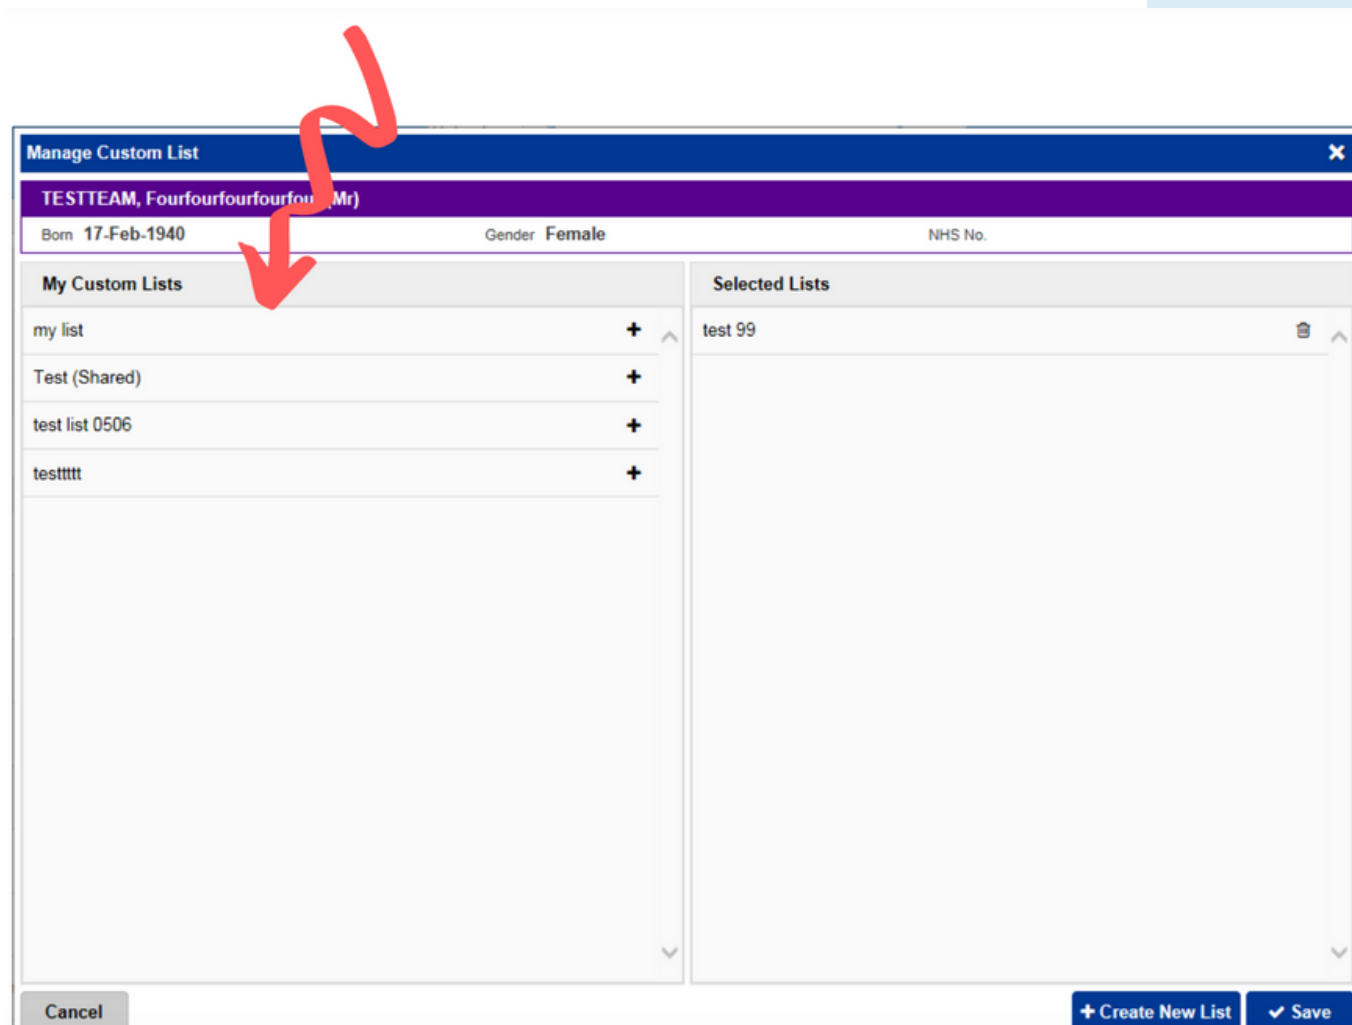 Manage Custom List
TESTTEAM, Fourfourfourfourfou (Mr)
Born 17-Feb-1940 Gender Female NHS No.
My Custom Lists Selected Lists
my list test 99
Test (Shared)
test list 0506
testtttt
Cancel + Create New List Save